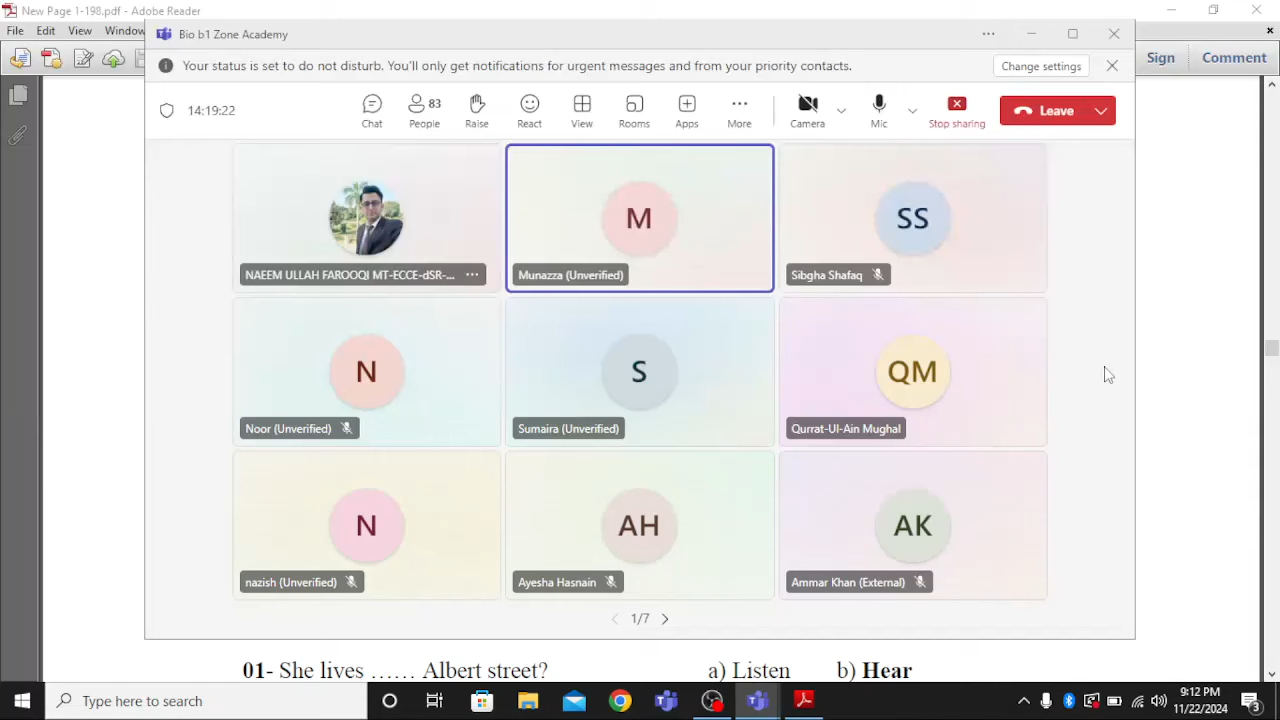 New Page 1-198.pdf - Adobe Reader
File Edit View Window
Sign Comment
Bio b1 Zone Academy
Your status is set to do not disturb. You'll only get notifications for urgent messages and from your priority contacts.
Change settings
14:19:22
83
Chat People Raise React View Rooms Apps More Camera Mic Stop sharing
Leave
NAEEM ULLAH FAROOQI MT-ECCE-dSR-...
M
Munazza (Unverified)
SS
Sibgha Shafaq
N
Noor (Unverified)
S
Sumaira (Unverified)
QM
Qurrat-Ul-Ain Mughal
N
nazish (Unverified)
AH
Ayesha Hasnain
AK
Ammar Khan (External)
1/7
01- She lives …… Albert street? a) Listen b) Hear
Type here to search
9:12 PM
11/22/2024
3